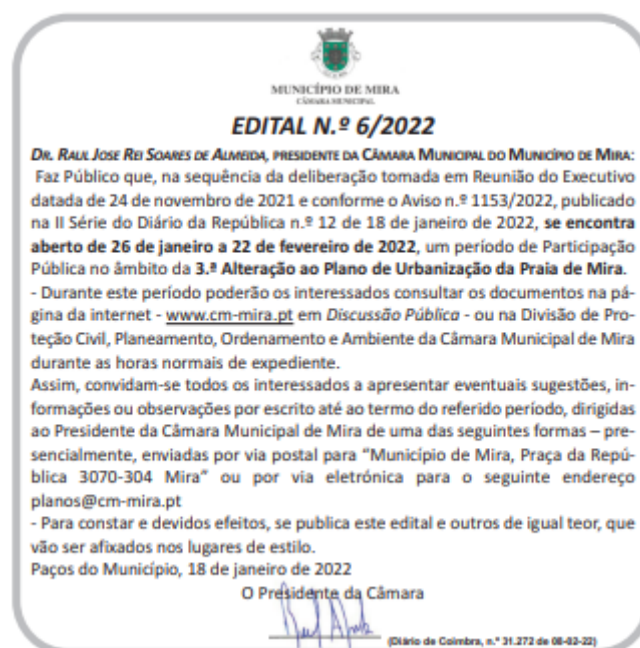 MUNICÍPIO DE MIRA
CÂMARA MUNICIPAL
EDITAL N.º 6/2022
DR. RAUL JOSE REI SOARES DE ALMEIDA, PRESIDENTE DA CÂMARA MUNICIPAL DO MUNICÍPIO DE MIRA:
Faz Público que, na sequência da deliberação tomada em Reunião do Executivo
datada de 24 de novembro de 2021 e conforme o Aviso n.º 1153/2022, publicado
na II Série do Diário da República n.º 12 de 18 de janeiro de 2022, se encontra
aberto de 26 de janeiro a 22 de fevereiro de 2022, um período de Participação
Pública no âmbito da 3.ª Alteração ao Plano de Urbanização da Praia de Mira.
- Durante este período poderão os interessados consultar os documentos na pá-
gina da internet - www.cm-mira.pt em Discussão Pública - ou na Divisão de Pro-
teção Civil, Planeamento, Ordenamento e Ambiente da Câmara Municipal de Mira
durante as horas normais de expediente.
Assim, convidam-se todos os interessados a apresentar eventuais sugestões, in-
formações ou observações por escrito até ao termo do referido período, dirigidas
ao Presidente da Câmara Municipal de Mira de uma das seguintes formas – pre-
sencialmente, enviadas por via postal para “Município de Mira, Praça da Repú-
blica 3070-304 Mira” ou por via eletrónica para o seguinte endereço
planos@cm-mira.pt
- Para constar e devidos efeitos, se publica este edital e outros de igual teor, que
vão ser afixados nos lugares de estilo.
Paços do Município, 18 de janeiro de 2022
O Presidente da Câmara
(Diário de Coimbra, n.º 31.272 de 08-02-22)